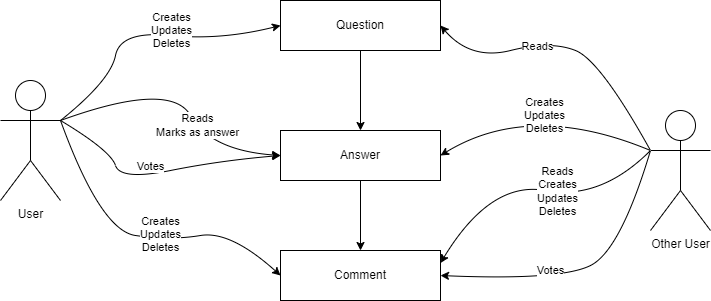 Creates
Updates
Deletes
Question
Reads
Reads
Marks as answer
Creates
Updates
Deletes
Answer
Votes
Reads
Creates
Updates
Deletes
User
Creates
Updates
Deletes
Other User
Comment
Votes